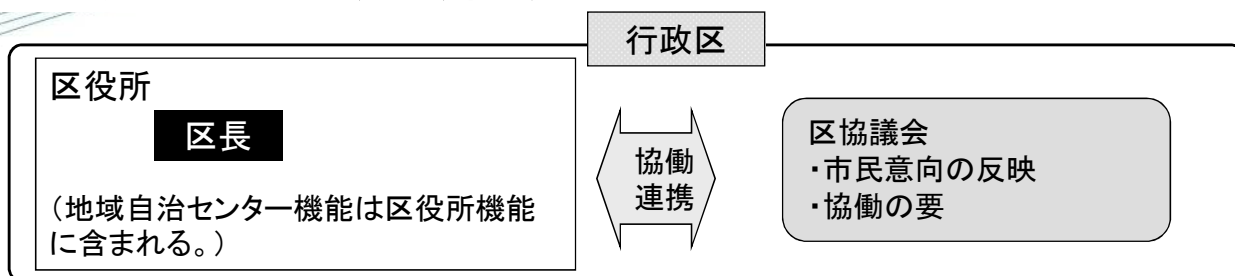 行政区
区役所
区長
（地域自治センター機能は区役所機能
に含まれる。）
協働
連携
区協議会
・市民意向の反映
・協働の要